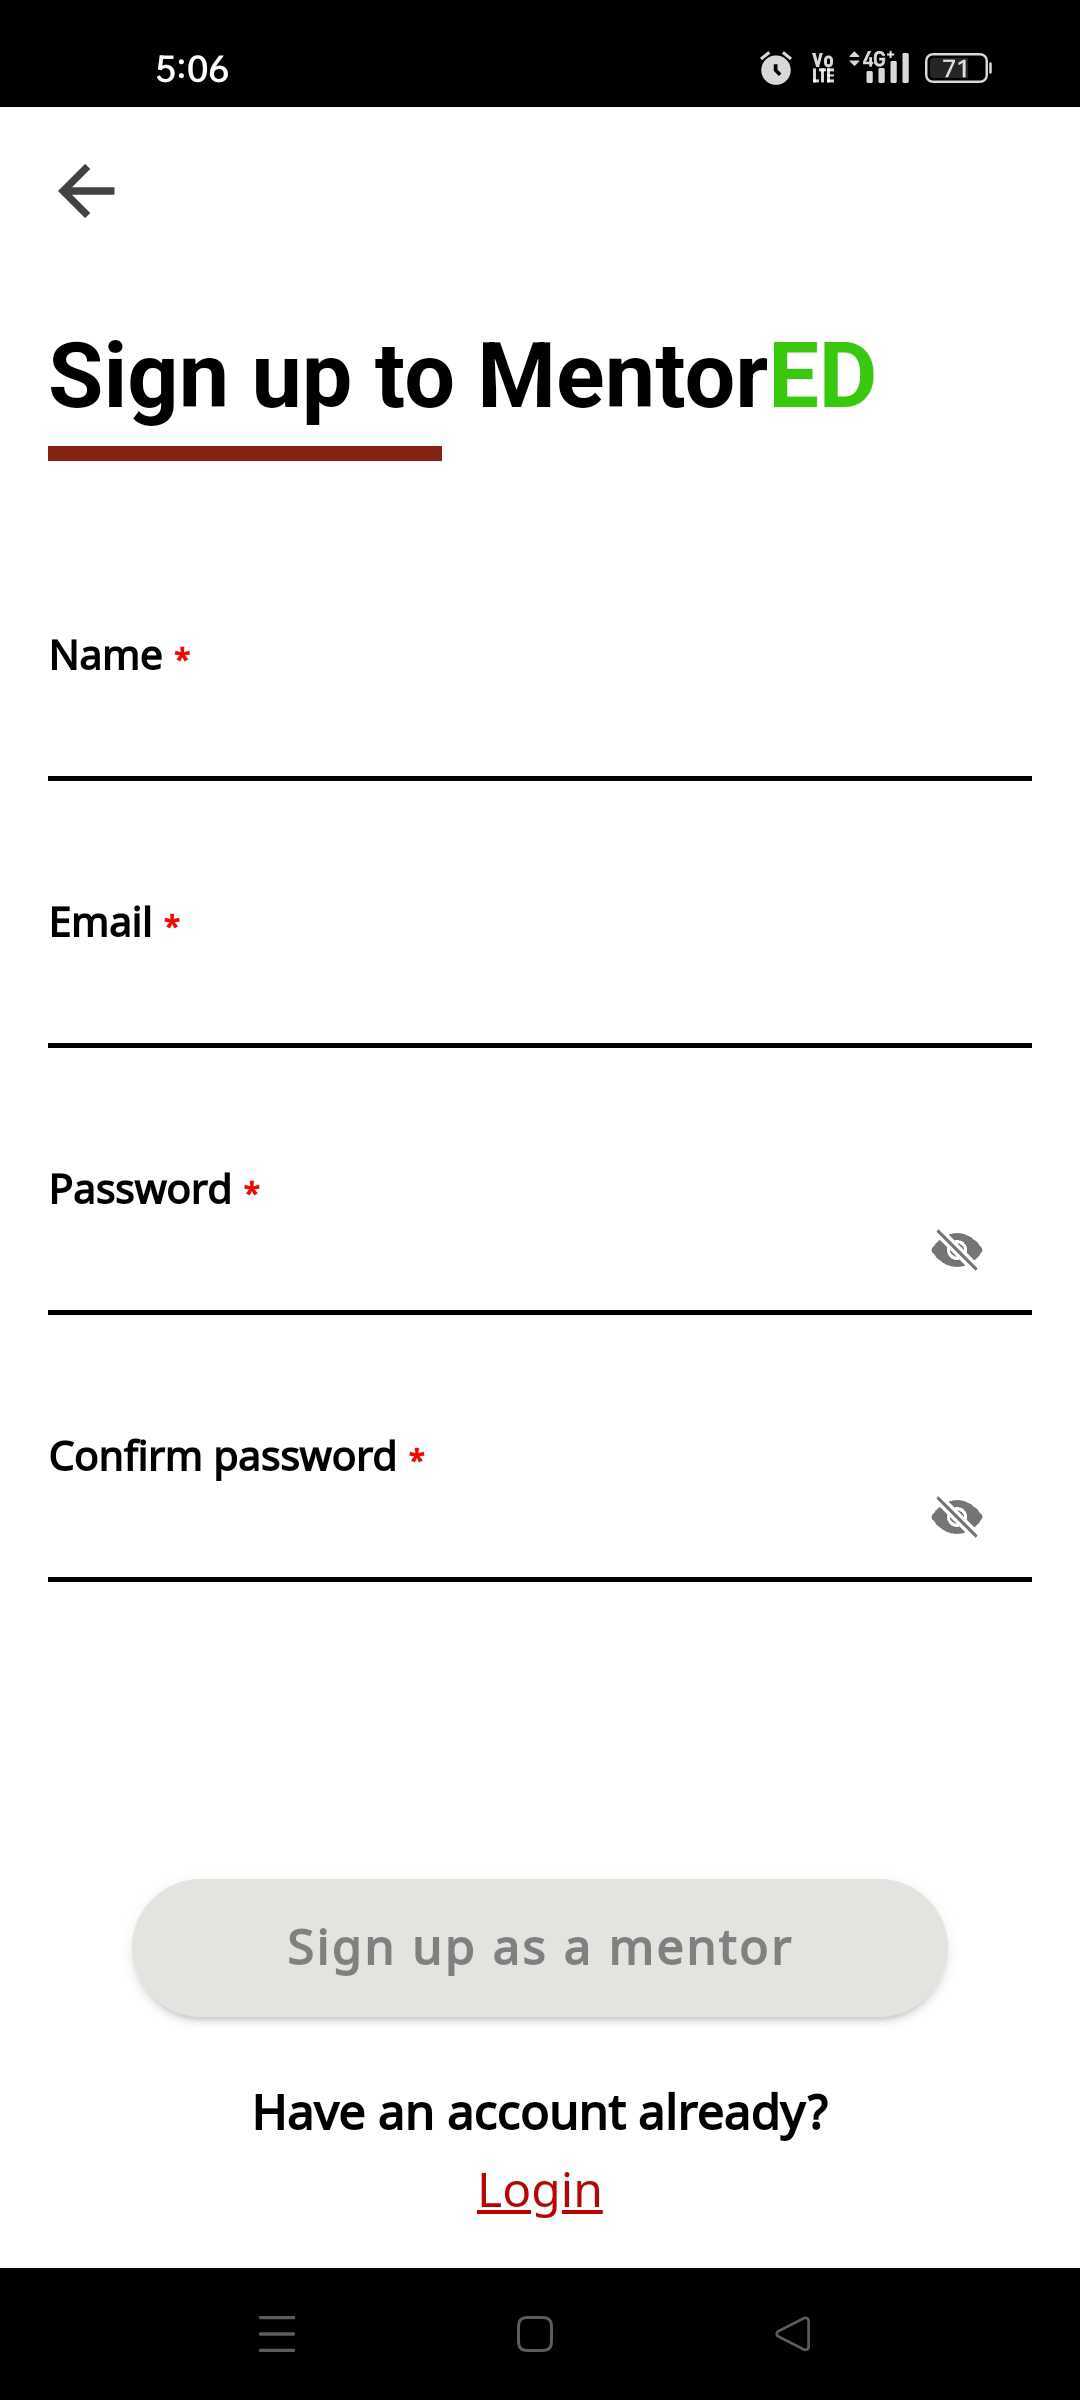 5:06 Vo LTE 4G+ 71
Sign up to MentorED
Name *
Email *
Password *
Confirm password *
Sign up as a mentor
Have an account already?
Login